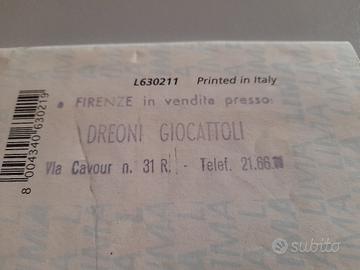 L630211 Printed in Italy
• FIRENZE in vendita presso:
DREONI GIOCATTOLI
Via Cavour n. 31 R. - Telef. 21.66.
8 004340 630219
subito